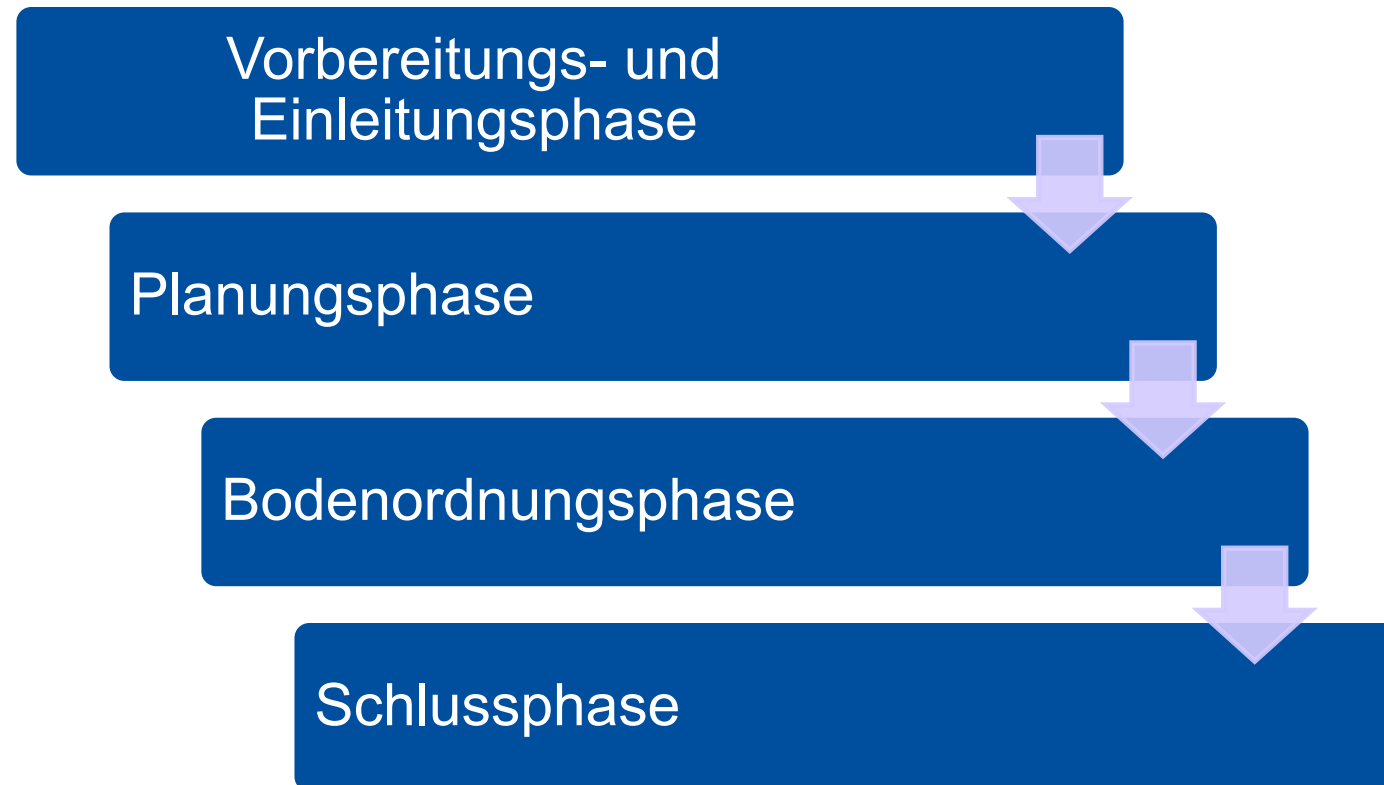 Vorbereitungs- und
Einleitungsphase
Planungsphase
Bodenordnungsphase
Schlussphase